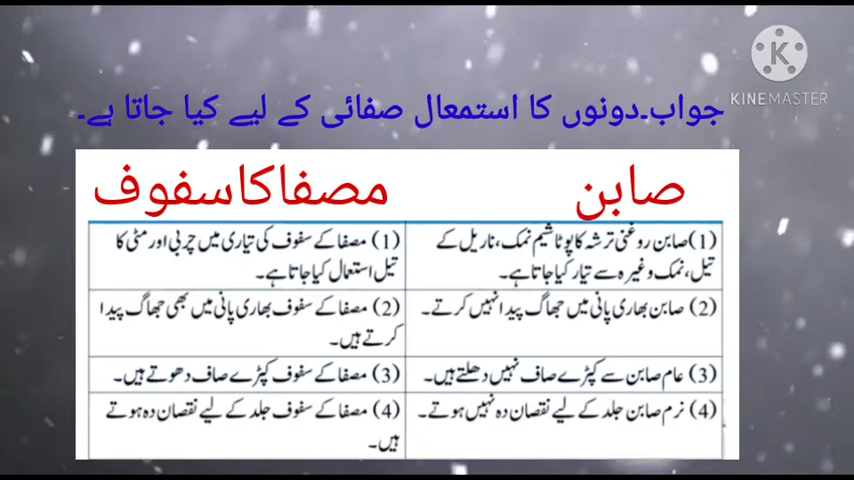 KINEMASTER
جواب۔دونوں کا استمعال صفائی کے لیے کیا جاتا ہے۔
صابن
مصفاکاسفوف
(1) صابن روغنی ترشہ کا پوٹاشیم نمک، ناریل کے
تیل، نمک وغیرہ سے تیار کیا جاتا ہے۔
(1) مصفا کے سفوف کی تیاری میں چربی اور مٹی کا
تیل استعمال کیا جاتا ہے۔
(2) صابن بھاری پانی میں جھاگ پیدا نہیں کرتے۔
(2) مصفا کے سفوف بھاری پانی میں بھی جھاگ پیدا
کرتے ہیں۔
(3) عام صابن سے کپڑے صاف نہیں دھلتے ہیں۔
(3) مصفا کے سفوف کپڑے صاف دھوتے ہیں۔
(4) نرم صابن جلد کے لیے نقصان دہ نہیں ہوتے۔
(4) مصفا کے سفوف جلد کے لیے نقصان دہ ہوتے
ہیں۔